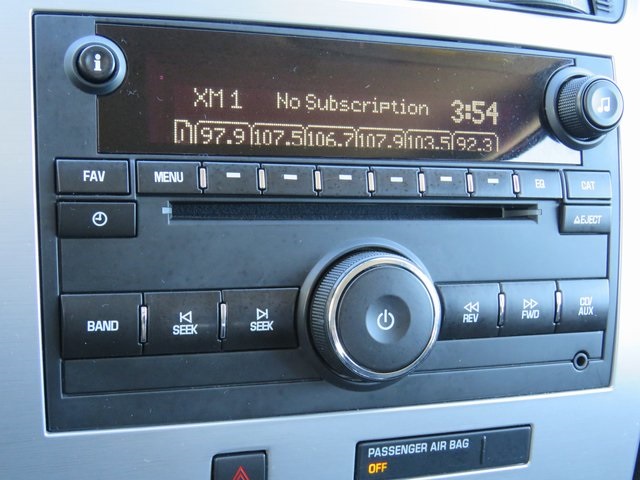 i
XM 1 No Subscription 3:54
97.9 107.5 106.7 107.9 103.5 92.3
FAV MENU EQ CAT
EJECT
BAND SEEK SEEK REV FWD CD/AUX
PASSENGER AIR BAG
OFF